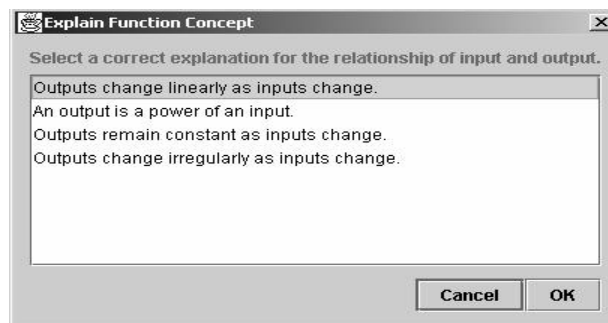 Explain Function Concept
Select a correct explanation for the relationship of input and output.
Outputs change linearly as inputs change.
An output is a power of an input.
Outputs remain constant as inputs change.
Outputs change irregularly as inputs change.
Cancel OK